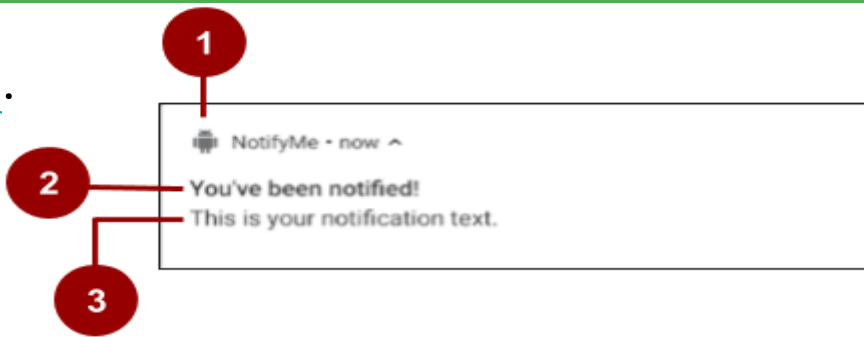 1
NotifyMe • now ^
2
You've been notified!
This is your notification text.
3